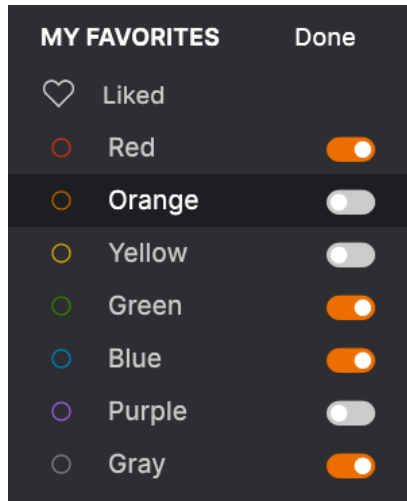 MY FAVORITES Done
Liked
Red
Orange
Yellow
Green
Blue
Purple
Gray